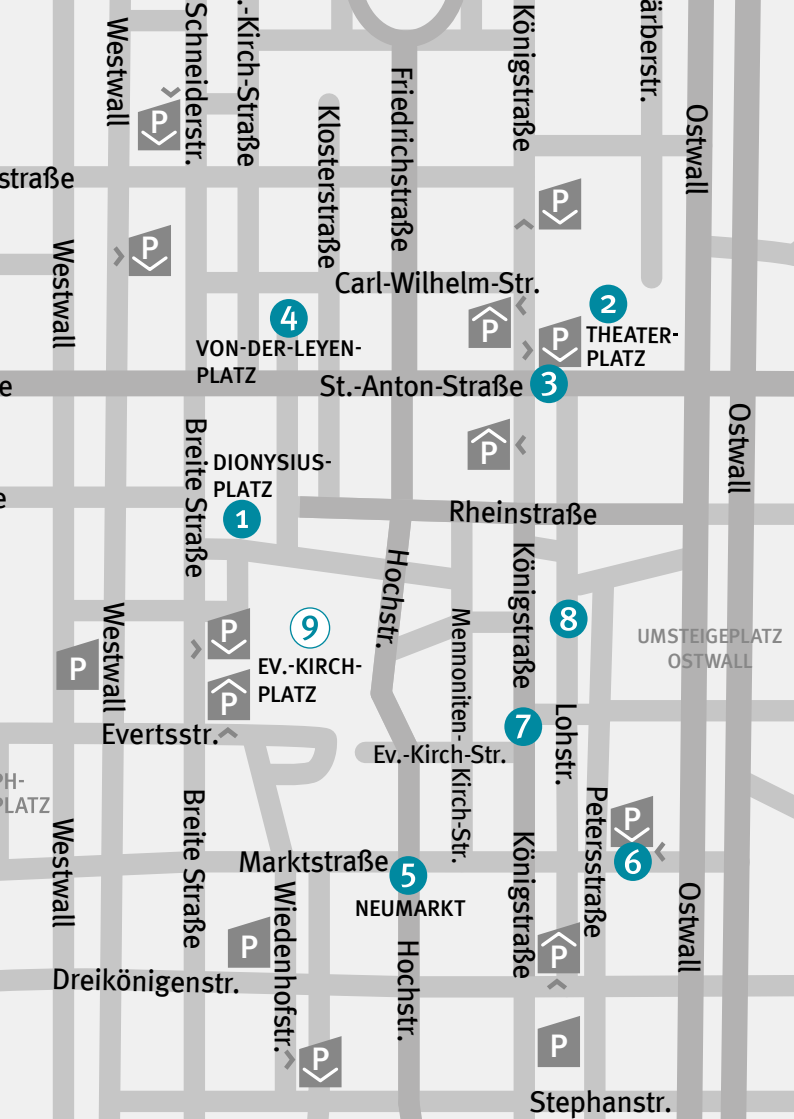 Westwall
Schneiderstr.
.-Kirch-Straße
Königstraße
ärberstr.
Friedrichstraße
Klosterstraße
Ostwall
P
straße
P
Westwall
P
Carl-Wilhelm-Str.
2
4
P
P
THEATER-
PLATZ
VON-DER-LEYEN-
PLATZ
e
St.-Anton-Straße
3
Ostwall
Breite Straße
P
DIONYSIUS-
PLATZ
e
1
Rheinstraße
Hochstr.
Königstraße
Westwall
Mennoniten-
Kirch-Str.
8
9
P
UMSTEIGEPLATZ
OSTWALL
P
EV.-KIRCH-
PLATZ
P
Lohstr.
7
Evertsstr.
Ev.-Kirch-Str.
PH-
PLATZ
Breite Straße
Petersstraße
P
Westwall
Königstraße
Marktstraße
5
6
NEUMARKT
Wiedenhofstr.
Ostwall
P
P
Hochstr.
Dreikönigenstr.
P
P
Stephanstr.